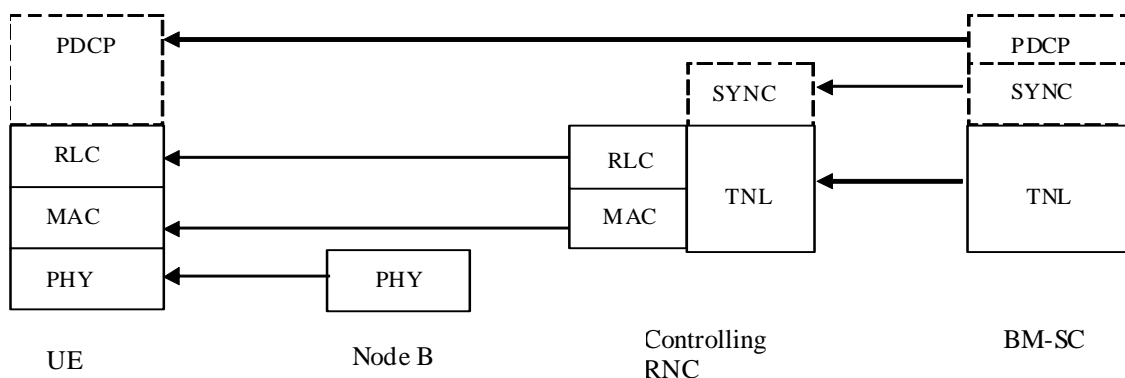 PDCP
PDCP
SYNC
SYNC
RLC
RLC
TNL
TNL
MAC
MAC
PHY
PHY
UE
Node B
Controlling
RNC
BM-SC